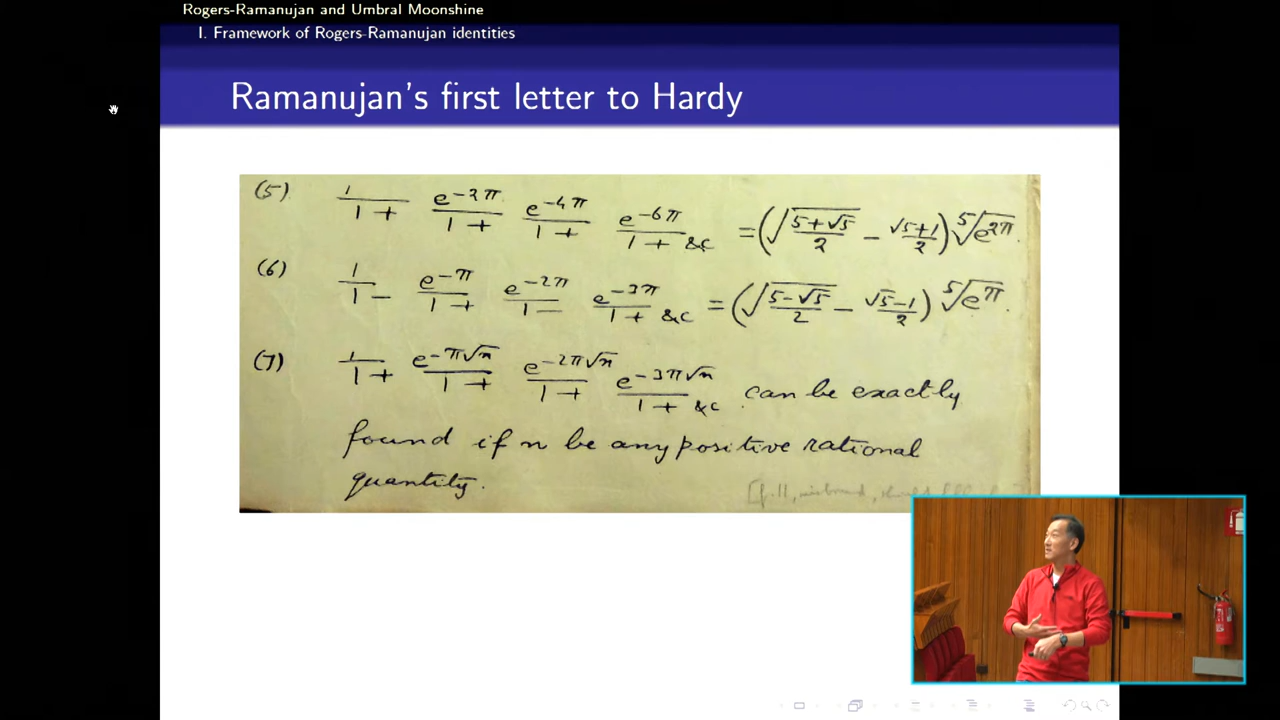 Rogers-Ramanujan and Umbral Moonshine
I. Framework of Rogers-Ramanujan identities
Ramanujan's first letter to Hardy
(5) 1/1+ e^{-2π}/1+ e^{-4π}/1+ e^{-6π}/1+ &c = (√((5+√5)/2) − (√5+1)/2) ⁵√(e^{2π})
(6) 1/1− e^{-π}/1+ e^{-2π}/1− e^{-3π}/1+ &c = (√((5−√5)/2) − (√5−1)/2) ⁵√(e^{π})
(7) 1/1+ e^{-π√n}/1+ e^{-2π√n}/1+ e^{-3π√n}/1+ &c can be exactly
found if n be any positive rational
quantity.